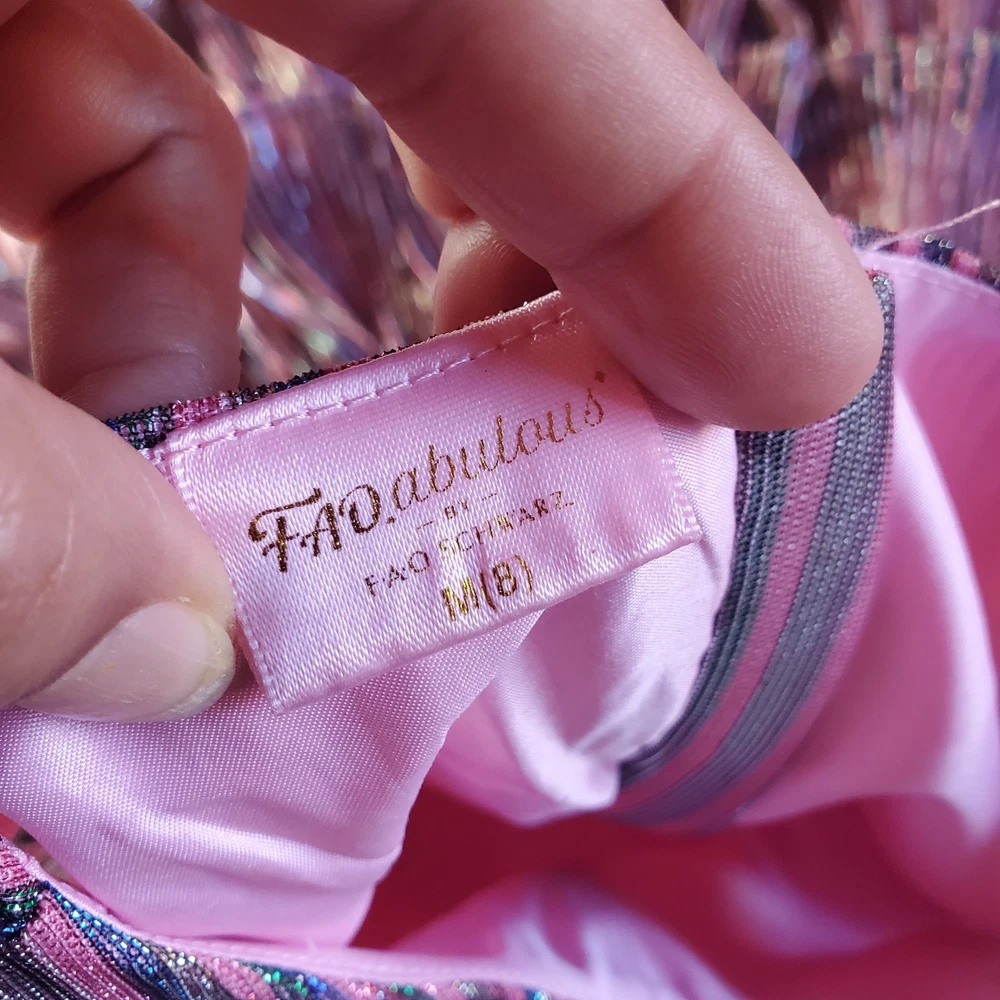 FAO.abulous
— BY —
FAO SCHWARZ
M(8)